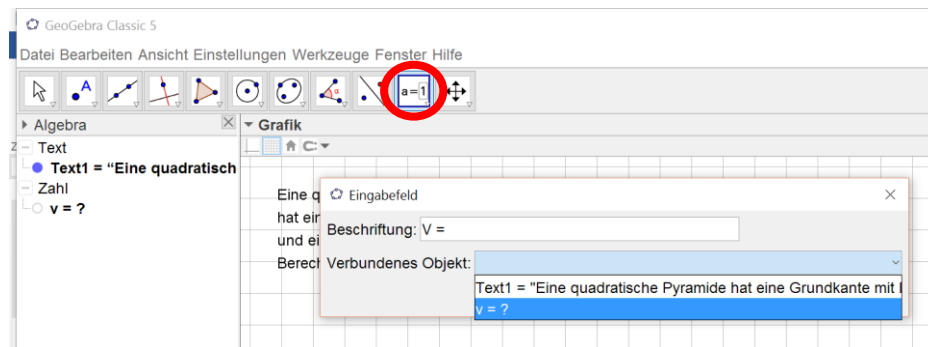 GeoGebra Classic 5
Datei Bearbeiten Ansicht Einstellungen Werkzeuge Fenster Hilfe
A
α
a=1
Algebra
Grafik
Text
Text1 = “Eine quadratisch
Zahl
v = ?
Eine q
hat ein
und ei
Berech
Eingabefeld
Beschriftung: V =
Verbundenes Objekt:
Text1 = "Eine quadratische Pyramide hat eine Grundkante mit
v = ?